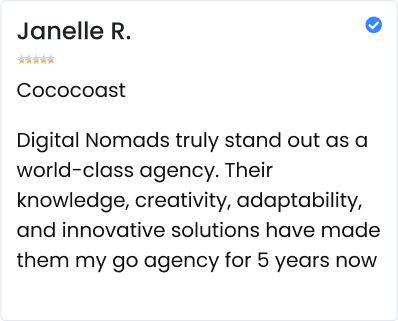 Janelle R.
Cococoast
Digital Nomads truly stand out as a
world-class agency. Their
knowledge, creativity, adaptability,
and innovative solutions have made
them my go agency for 5 years now